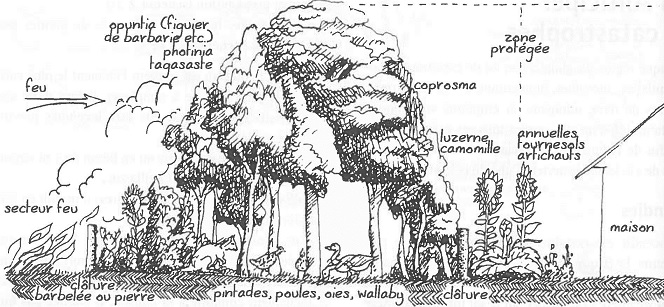 opuntia (figuier
de barbarie etc.)
photinia
tagasaste
feu
zone
protégée
coprosma
luzerne
camomille
annuelles
tournesols
artichauts
secteur feu
maison
clôture
barbelée ou pierre
pintades, poules, oies, wallaby
clôture